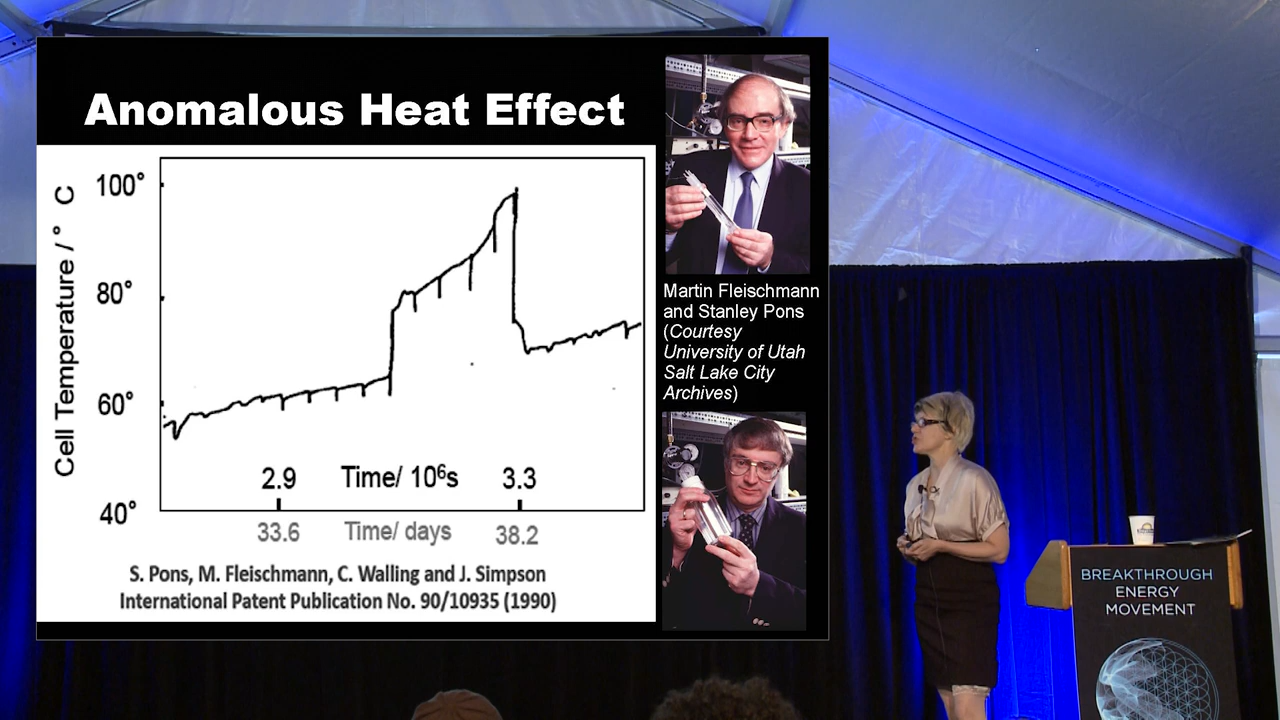 Anomalous Heat Effect
Cell Temperature / ° C
100°
80°
60°
40°
2.9 Time/ 10⁶s 3.3
33.6 Time/ days 38.2
S. Pons, M. Fleischmann, C. Walling and J. Simpson
International Patent Publication No. 90/10935 (1990)
Martin Fleischmann
and Stanley Pons
(Courtesy
University of Utah
Salt Lake City
Archives)
BREAKTHROUGH
ENERGY
MOVEMENT